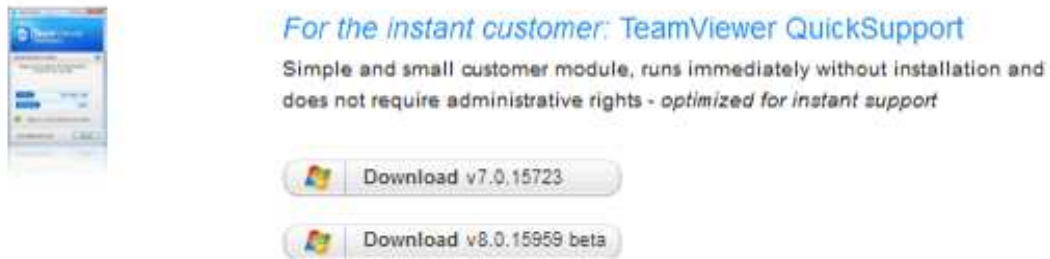 For the instant customer: TeamViewer QuickSupport
Simple and small customer module, runs immediately without installation and
does not require administrative rights - optimized for instant support
Download v7.0.15723
Download v8.0.15959 beta